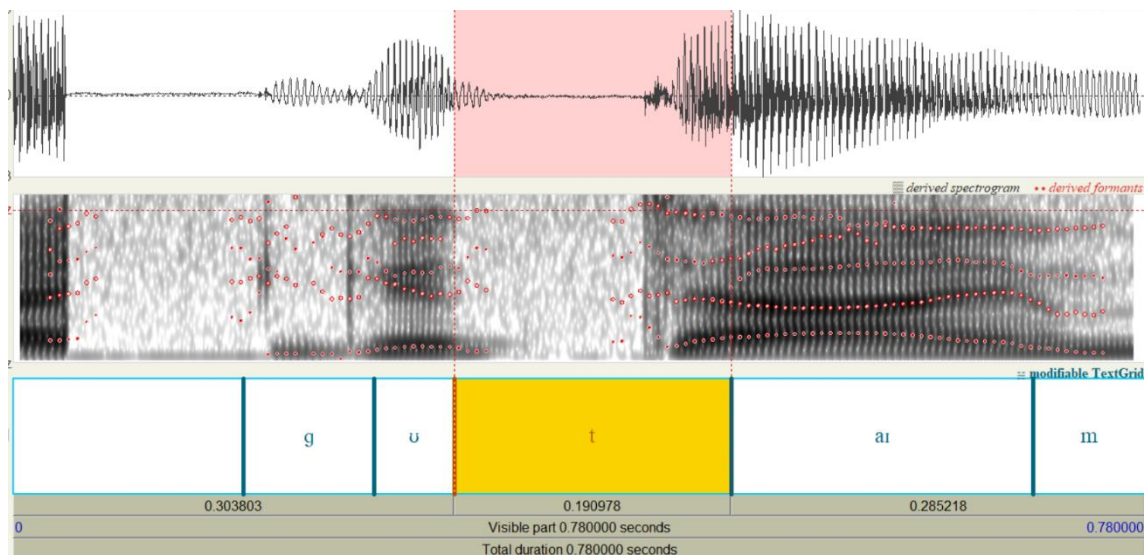 derived spectrogram derived formants
modifiable TextGrid
g ʊ t aɪ m
0.303803 0.190978 0.285218
0 Visible part 0.780000 seconds 0.780000
Total duration 0.780000 seconds